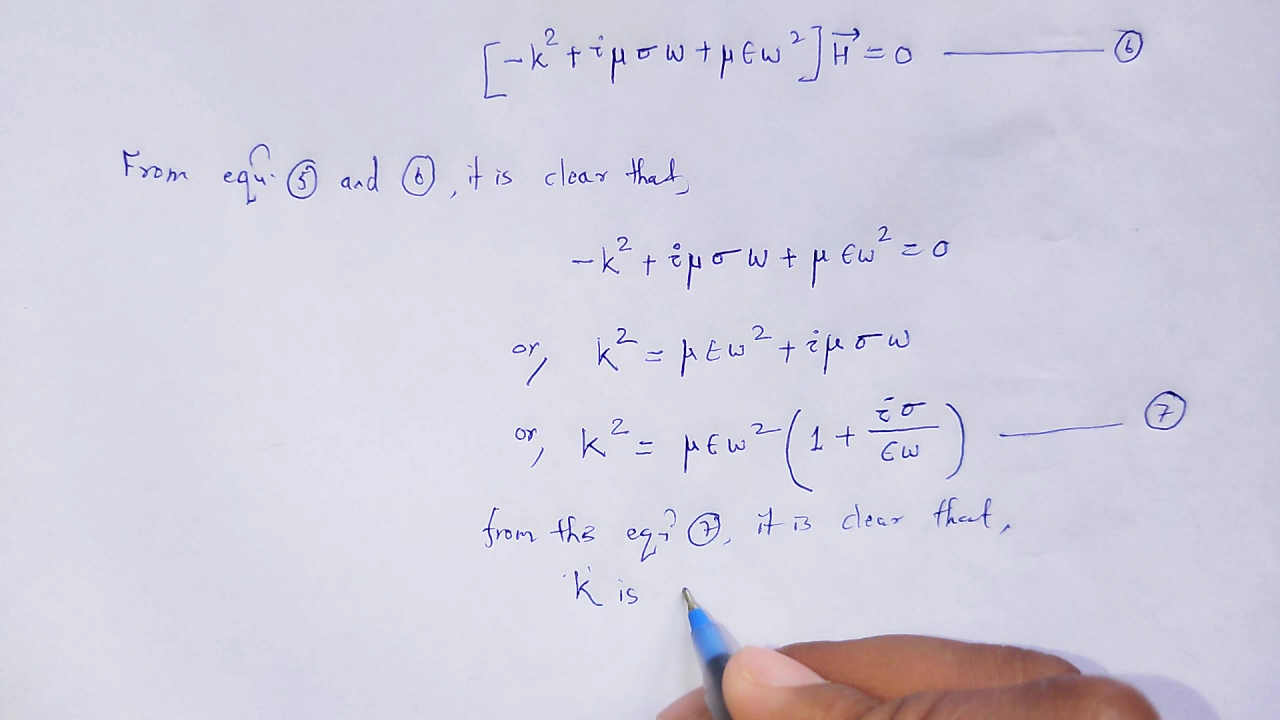 [-k² + iμσω + μϵω²] H⃗ = 0 ——— ⑥
From eqn. ⑤ and ⑥, it is clear that,
-k² + iμσω + μϵω² = 0
or, k² = μϵω² + iμσω
or, k² = μϵω² (1 + iσ/ϵω) ——— ⑦
from ths eqn ⑦, it is clear that,
K is